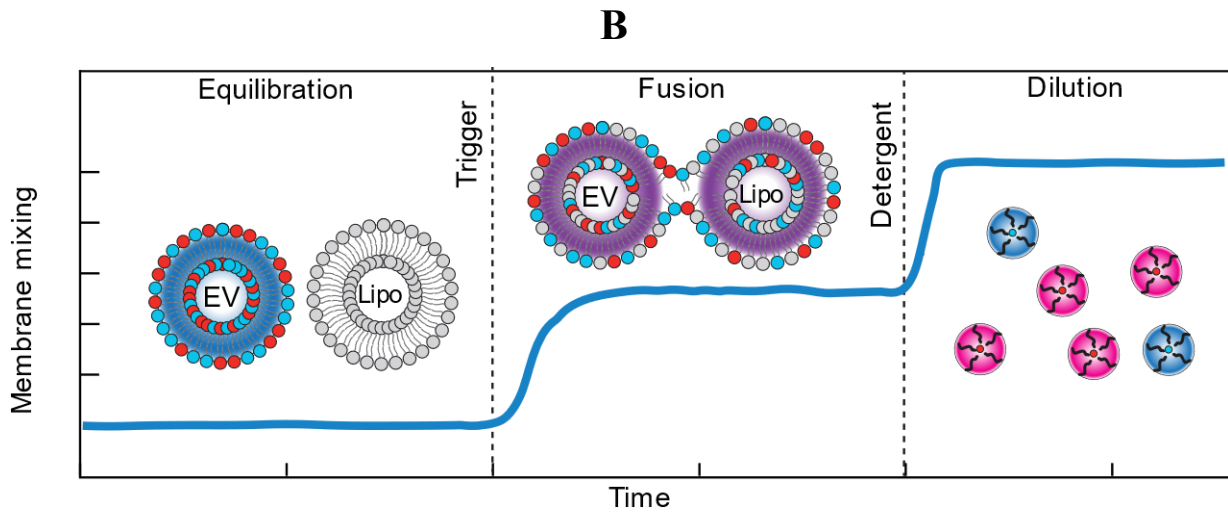 B
Equilibration
Fusion
Dilution
Trigger
Detergent
EV
Lipo
EV
Lipo
Membrane mixing
Time